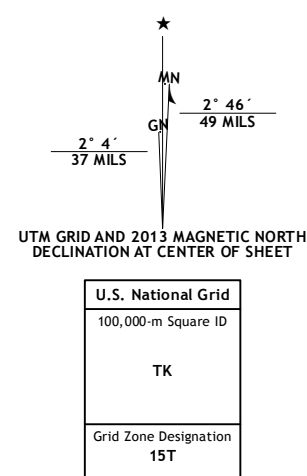 MN
2° 46´
GN
49 MILS
2° 4´
37 MILS
UTM GRID AND 2013 MAGNETIC NORTH
DECLINATION AT CENTER OF SHEET
U.S. National Grid
100,000-m Square ID
TK
Grid Zone Designation
15T